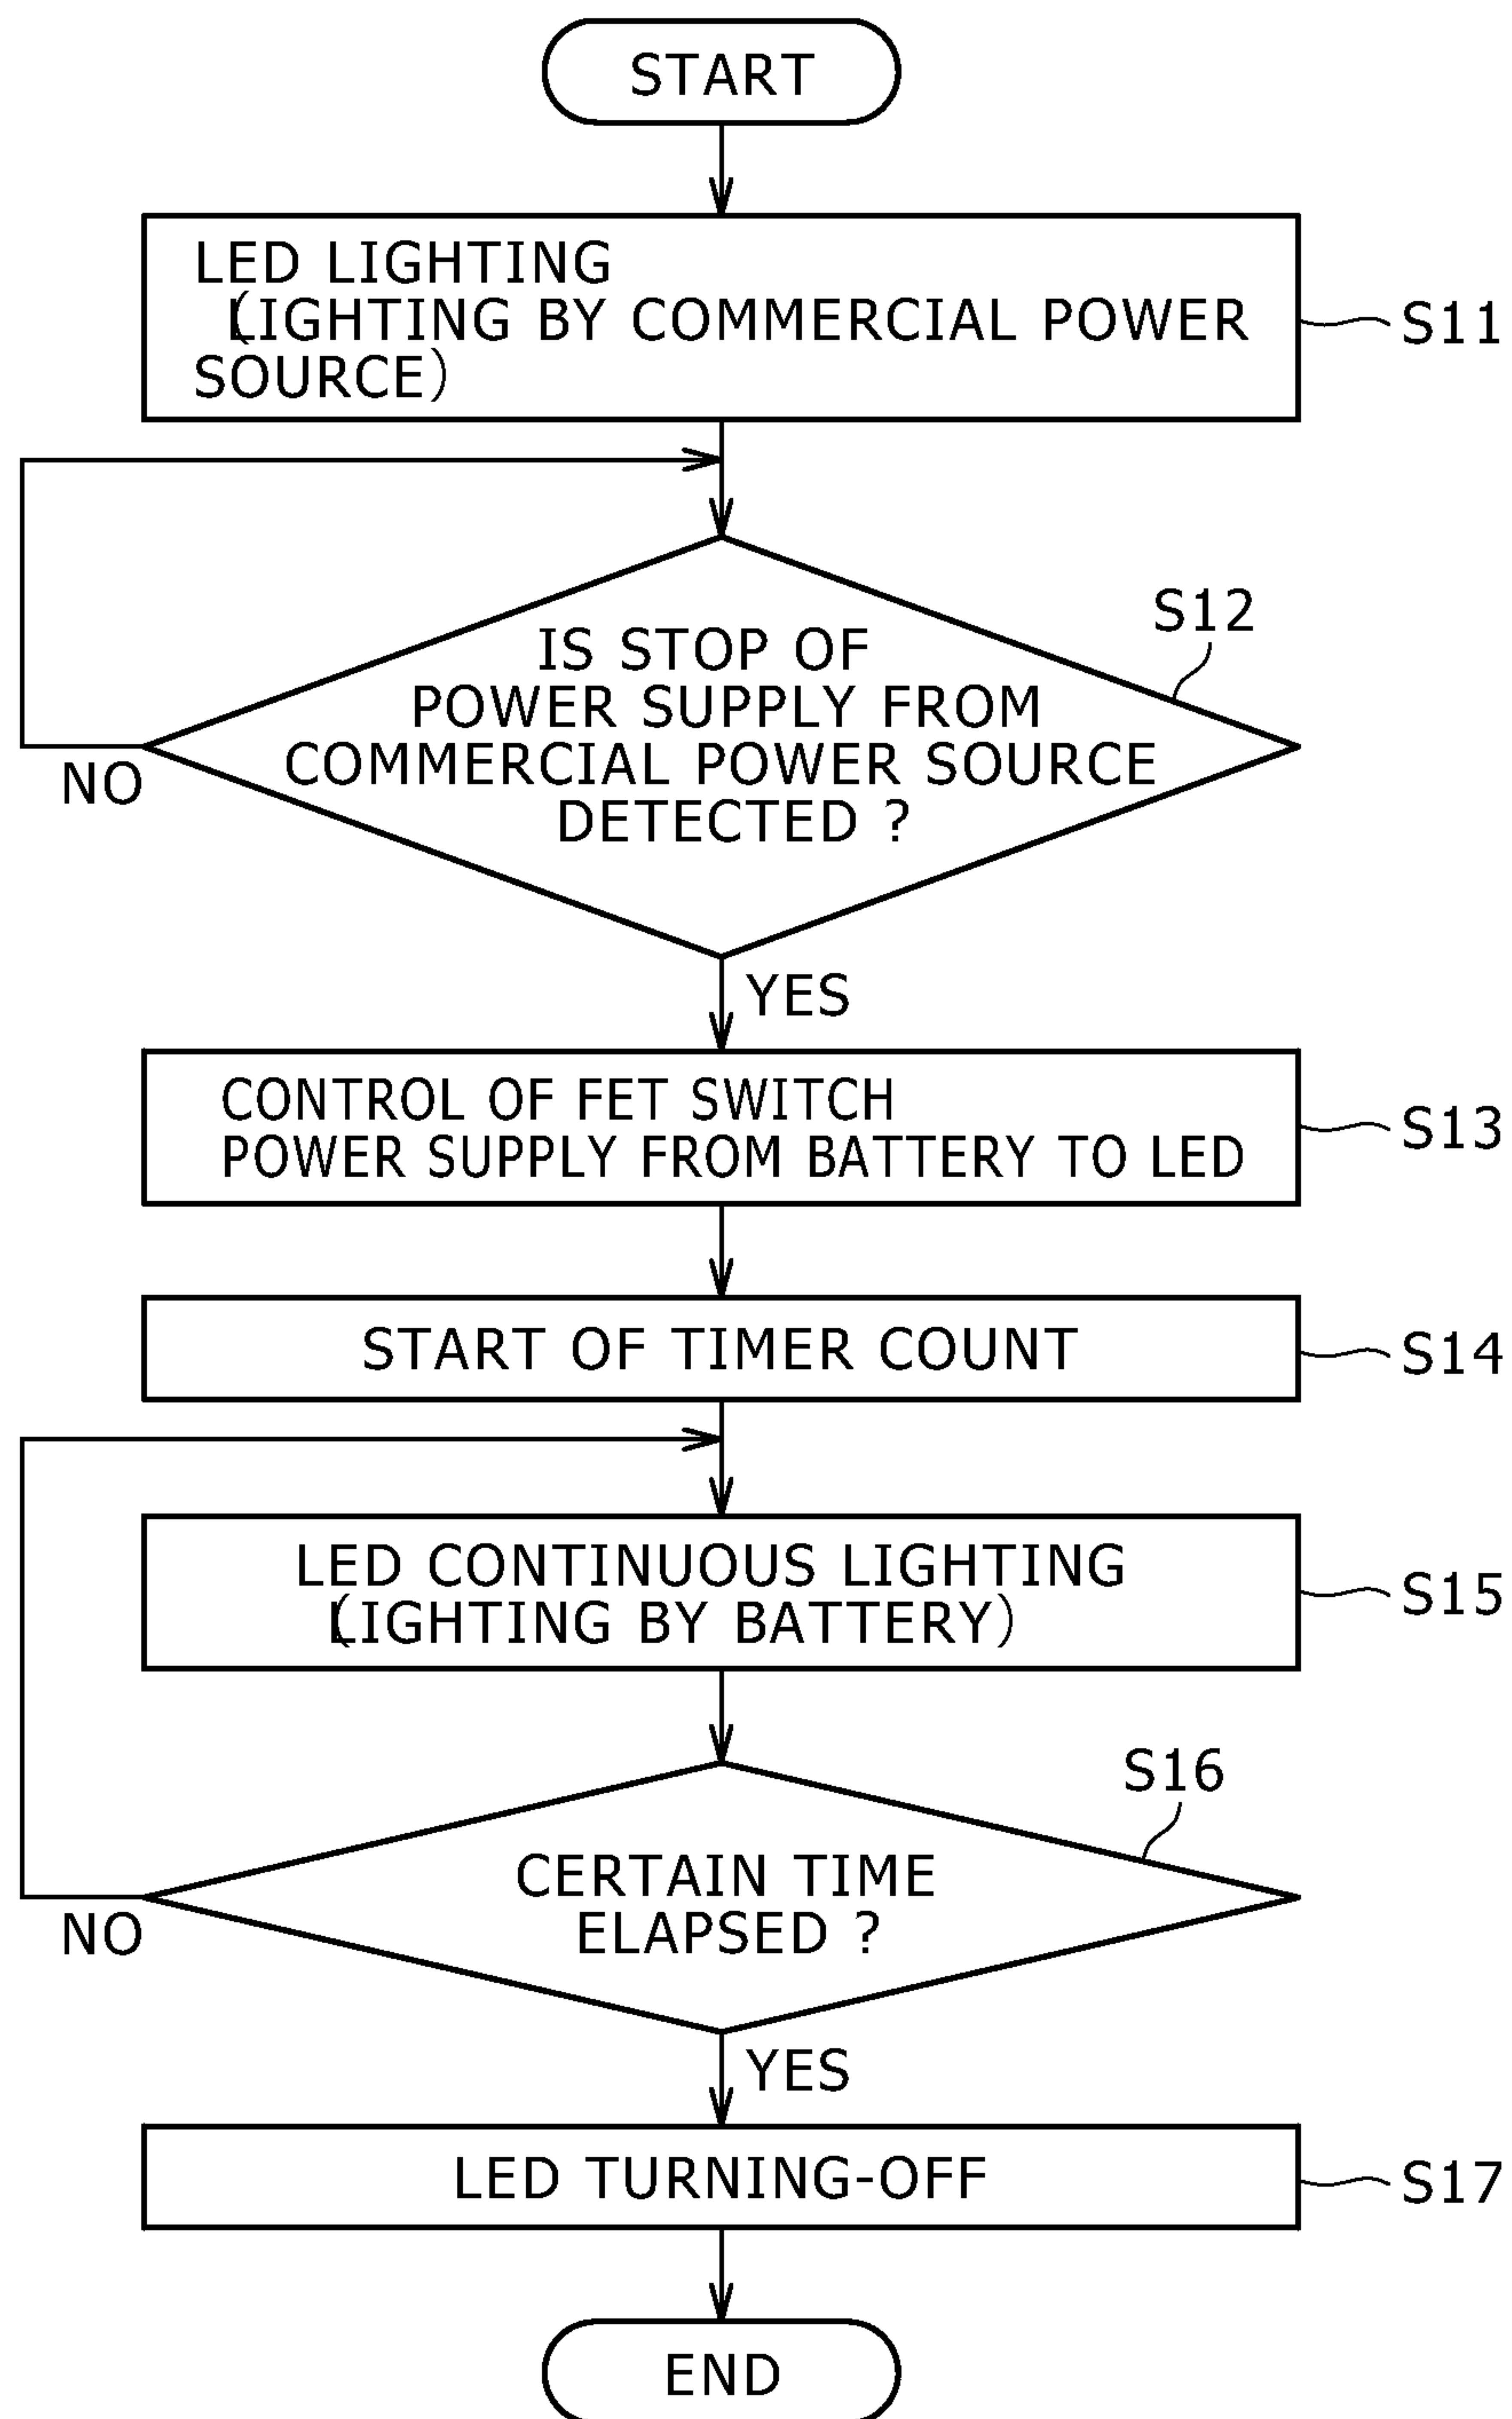 START
LED LIGHTING
(LIGHTING BY COMMERCIAL POWER
SOURCE)
S11
S12
IS STOP OF
POWER SUPPLY FROM
COMMERCIAL POWER SOURCE
DETECTED ?
NO
YES
CONTROL OF FET SWITCH
POWER SUPPLY FROM BATTERY TO LED
S13
START OF TIMER COUNT
S14
LED CONTINUOUS LIGHTING
(LIGHTING BY BATTERY)
S15
S16
CERTAIN TIME
ELAPSED ?
NO
YES
LED TURNING-OFF
S17
END